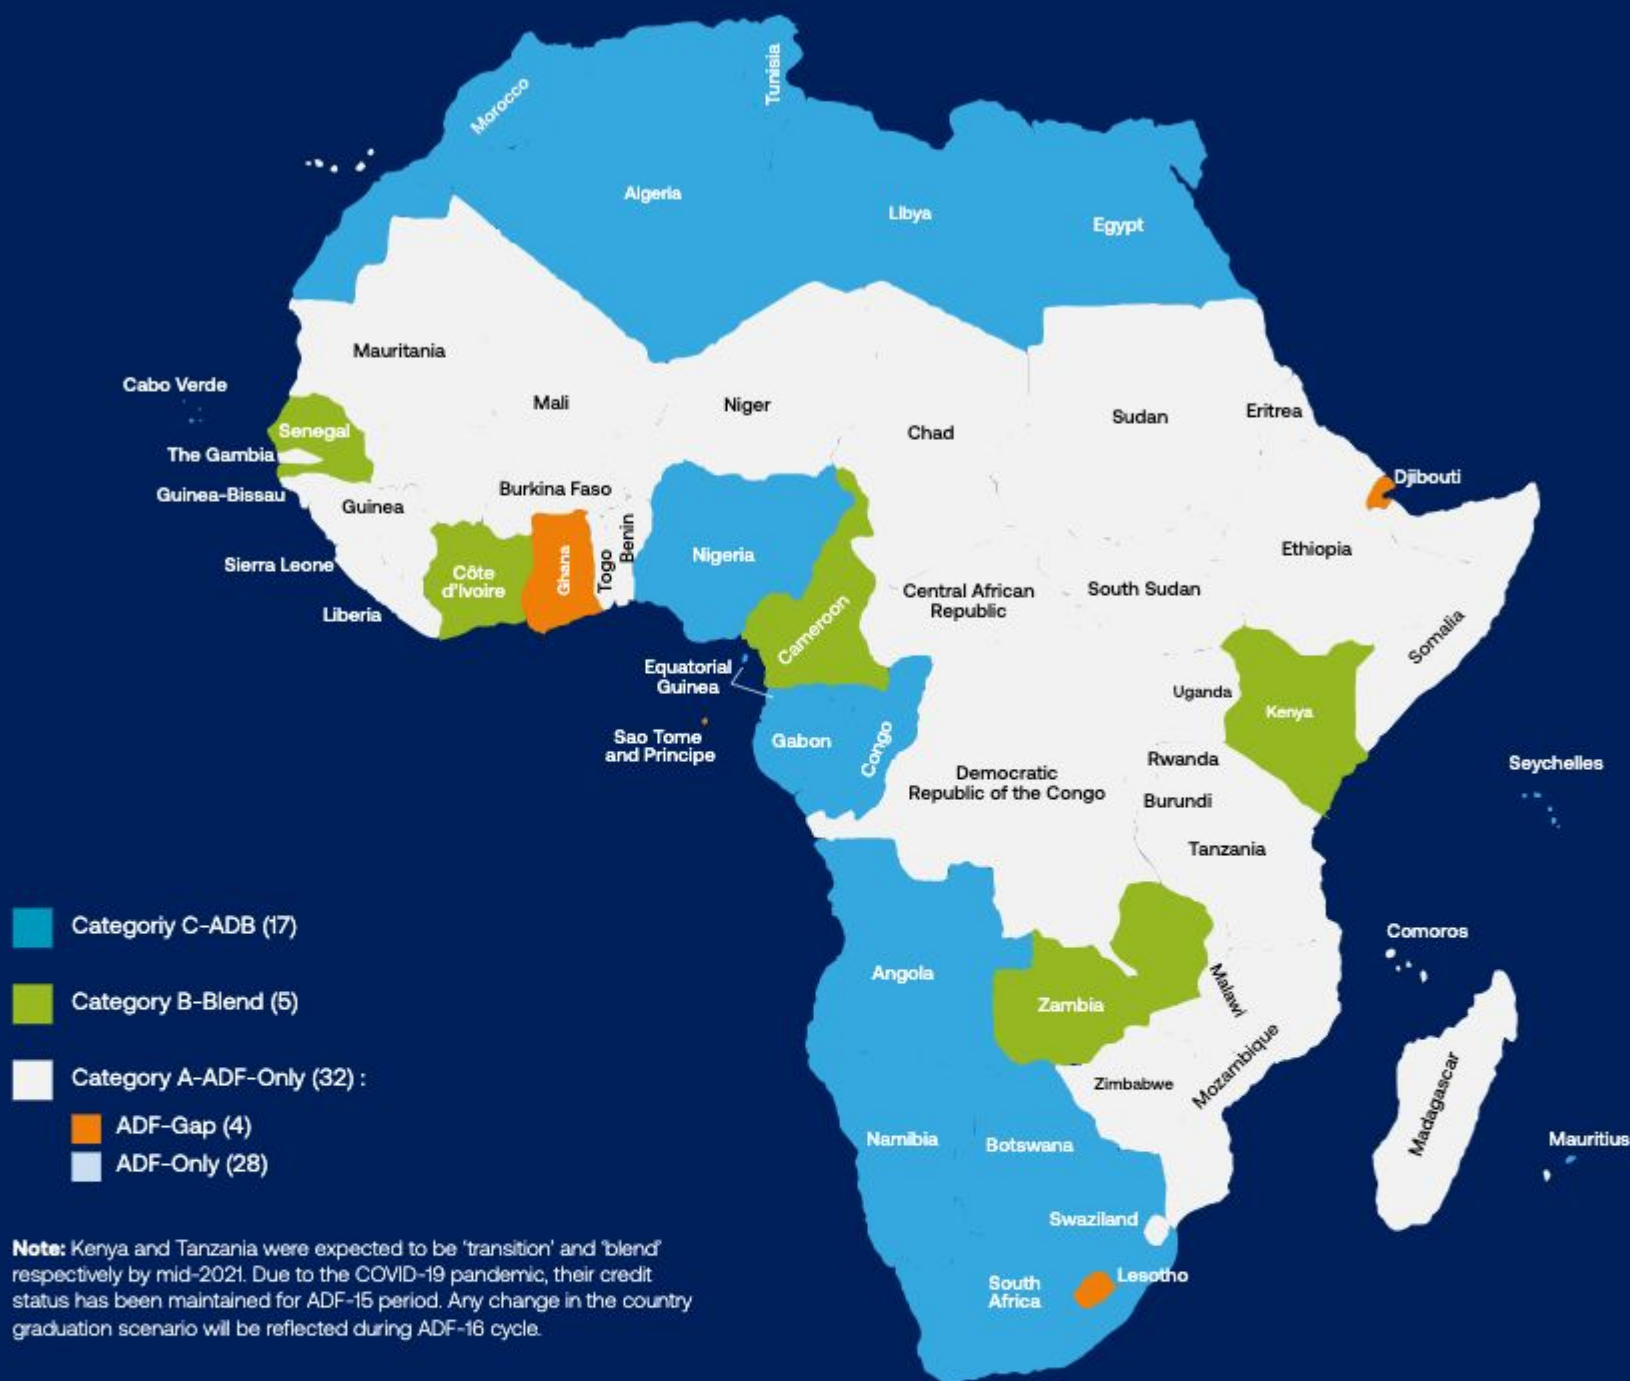 Tunisia
Morocco
Algeria
Libya
Egypt
Mauritania
Cabo Verde
Mali
Niger
Chad
Sudan
Eritrea
Senegal
The Gambia
Djibouti
Guinea-Bissau
Guinea
Burkina Faso
Benin
Togo
Ghana
Nigeria
Ethiopia
Sierra Leone
Côte
d'Ivoire
Central African
Republic
South Sudan
Liberia
Cameroon
Somalia
Equatorial
Guinea
Uganda
Kenya
Sao Tome
and Principe
Gabon
Congo
Rwanda
Seychelles
Democratic
Republic of the Congo
Burundi
Tanzania
Comoros
Angola
Malawi
Zambia
Mozambique
Zimbabwe
Madagascar
Namibia
Botswana
Mauritius
Swaziland
Lesotho
South
Africa
Categoriy C-ADB (17)
Category B-Blend (5)
Category A-ADF-Only (32) :
ADF-Gap (4)
ADF-Only (28)
Note: Kenya and Tanzania were expected to be 'transition' and 'blend'
respectively by mid-2021. Due to the COVID-19 pandemic, their credit
status has been maintained for ADF-15 period. Any change in the country
graduation scenario will be reflected during ADF-16 cycle.